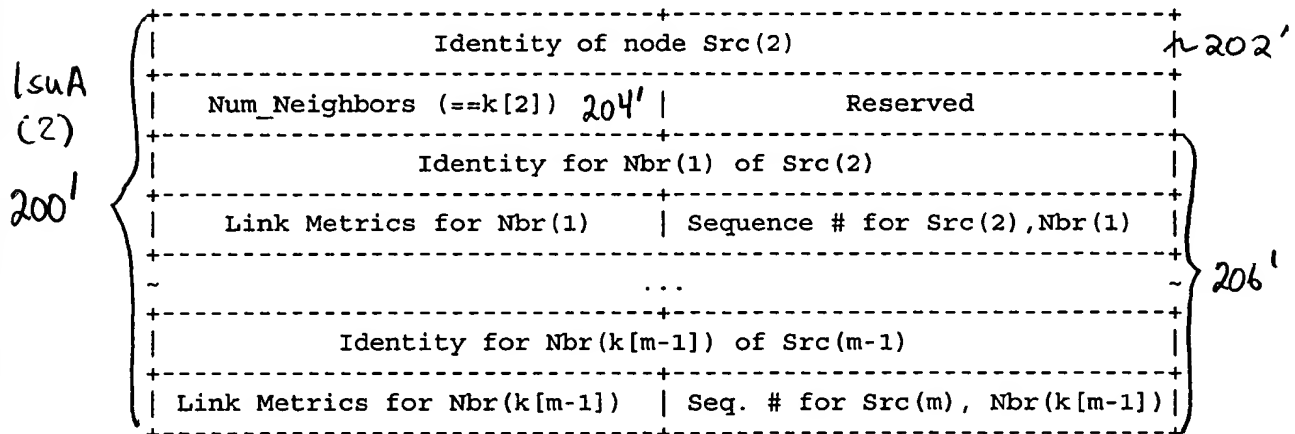 Identity of node Src(2) 202'
lsuA
(2)
200'
Num_Neighbors (==k[2]) 204' | Reserved
Identity for Nbr(1) of Src(2)
Link Metrics for Nbr(1) | Sequence # for Src(2),Nbr(1)
~ ... ~
206'
Identity for Nbr(k[m-1]) of Src(m-1)
Link Metrics for Nbr(k[m-1]) | Seq. # for Src(m), Nbr(k[m-1])